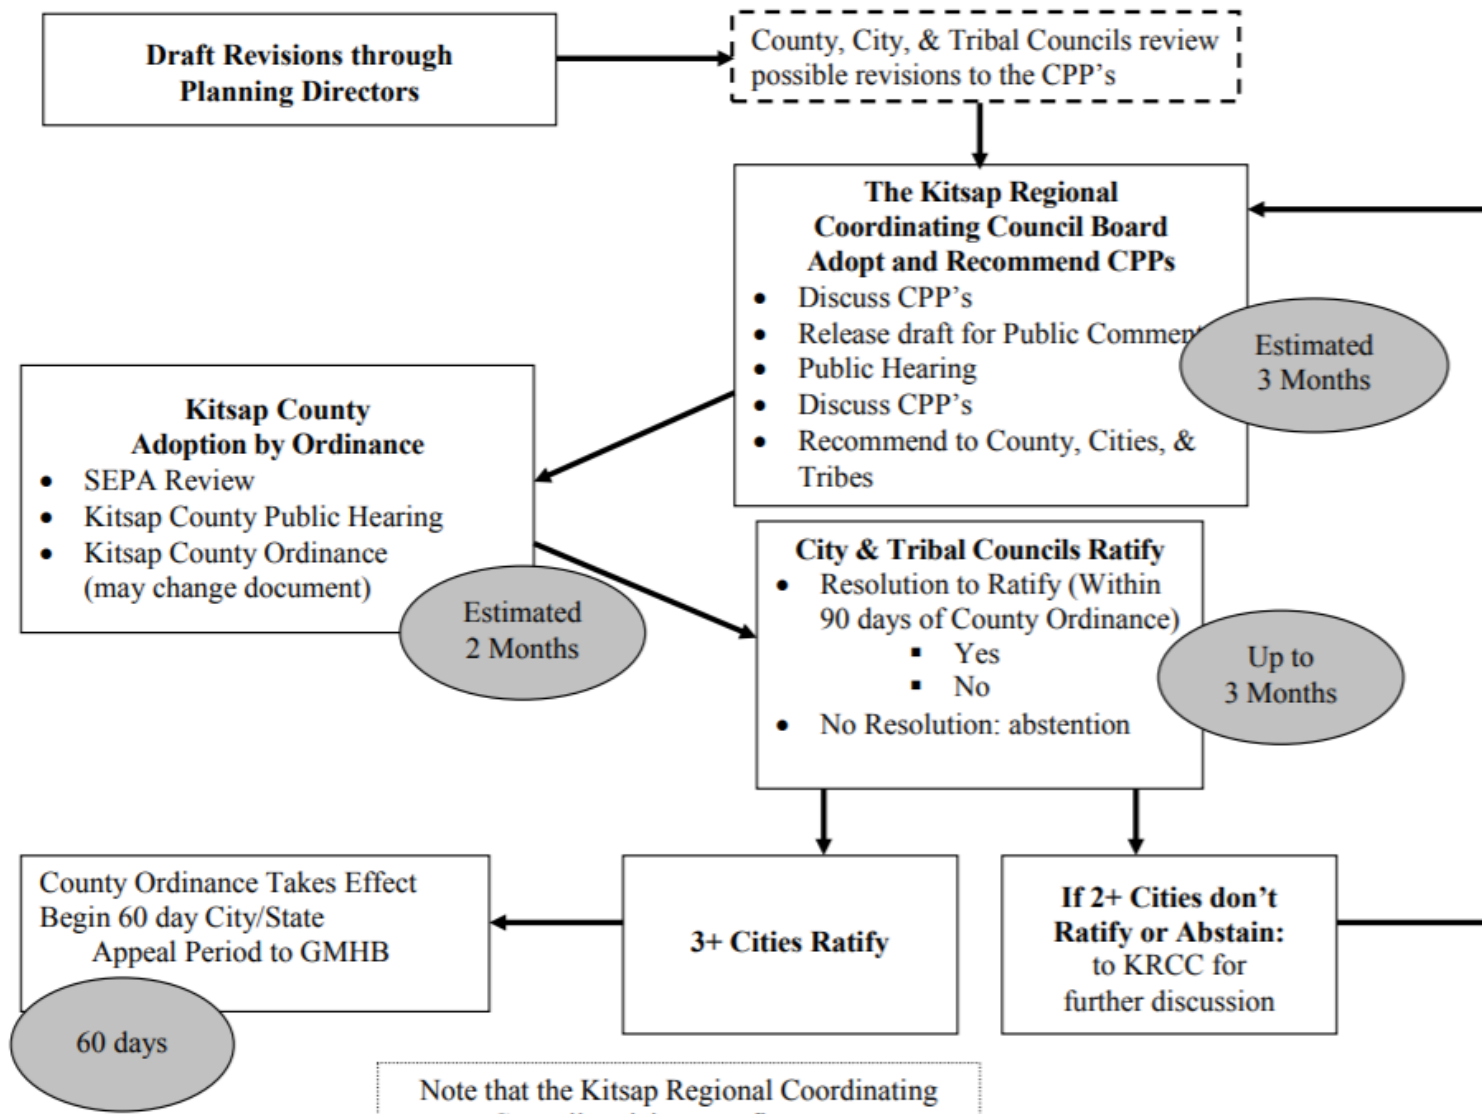 Draft Revisions through
Planning Directors
County, City, & Tribal Councils review
possible revisions to the CPP's
The Kitsap Regional
Coordinating Council Board
Adopt and Recommend CPPs
• Discuss CPP's
• Release draft for Public Comment
• Public Hearing
• Discuss CPP's
• Recommend to County, Cities, &
Tribes
Estimated
3 Months
Kitsap County
Adoption by Ordinance
• SEPA Review
• Kitsap County Public Hearing
• Kitsap County Ordinance
(may change document)
Estimated
2 Months
City & Tribal Councils Ratify
• Resolution to Ratify (Within
90 days of County Ordinance)
▪ Yes
▪ No
• No Resolution: abstention
Up to
3 Months
County Ordinance Takes Effect
Begin 60 day City/State
Appeal Period to GMHB
60 days
3+ Cities Ratify
If 2+ Cities don't
Ratify or Abstain:
to KRCC for
further discussion
Note that the Kitsap Regional Coordinating